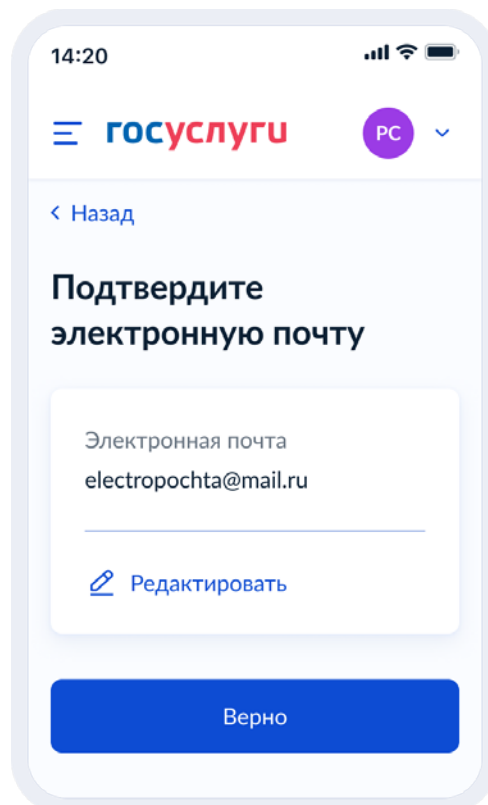 14:20
госуслуги
РС
Назад
Подтвердите
электронную почту
Электронная почта
electropochta@mail.ru
Редактировать
Верно